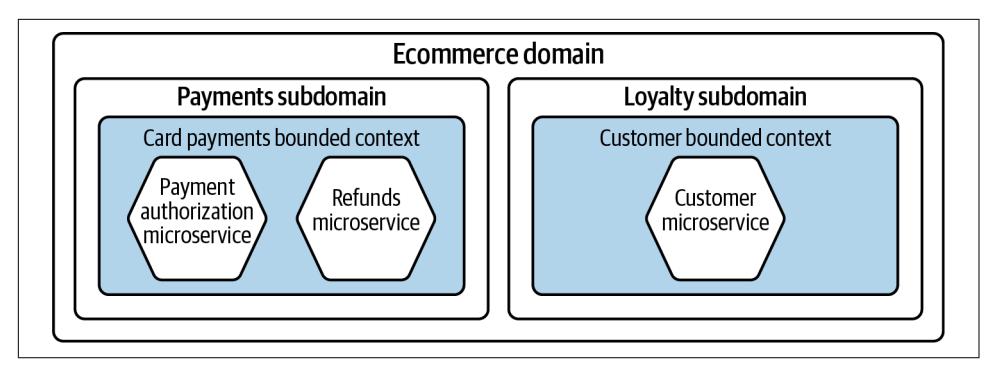 Ecommerce domain
Payments subdomain
Card payments bounded context
Payment
authorization
microservice
Refunds
microservice
Loyalty subdomain
Customer bounded context
Customer
microservice